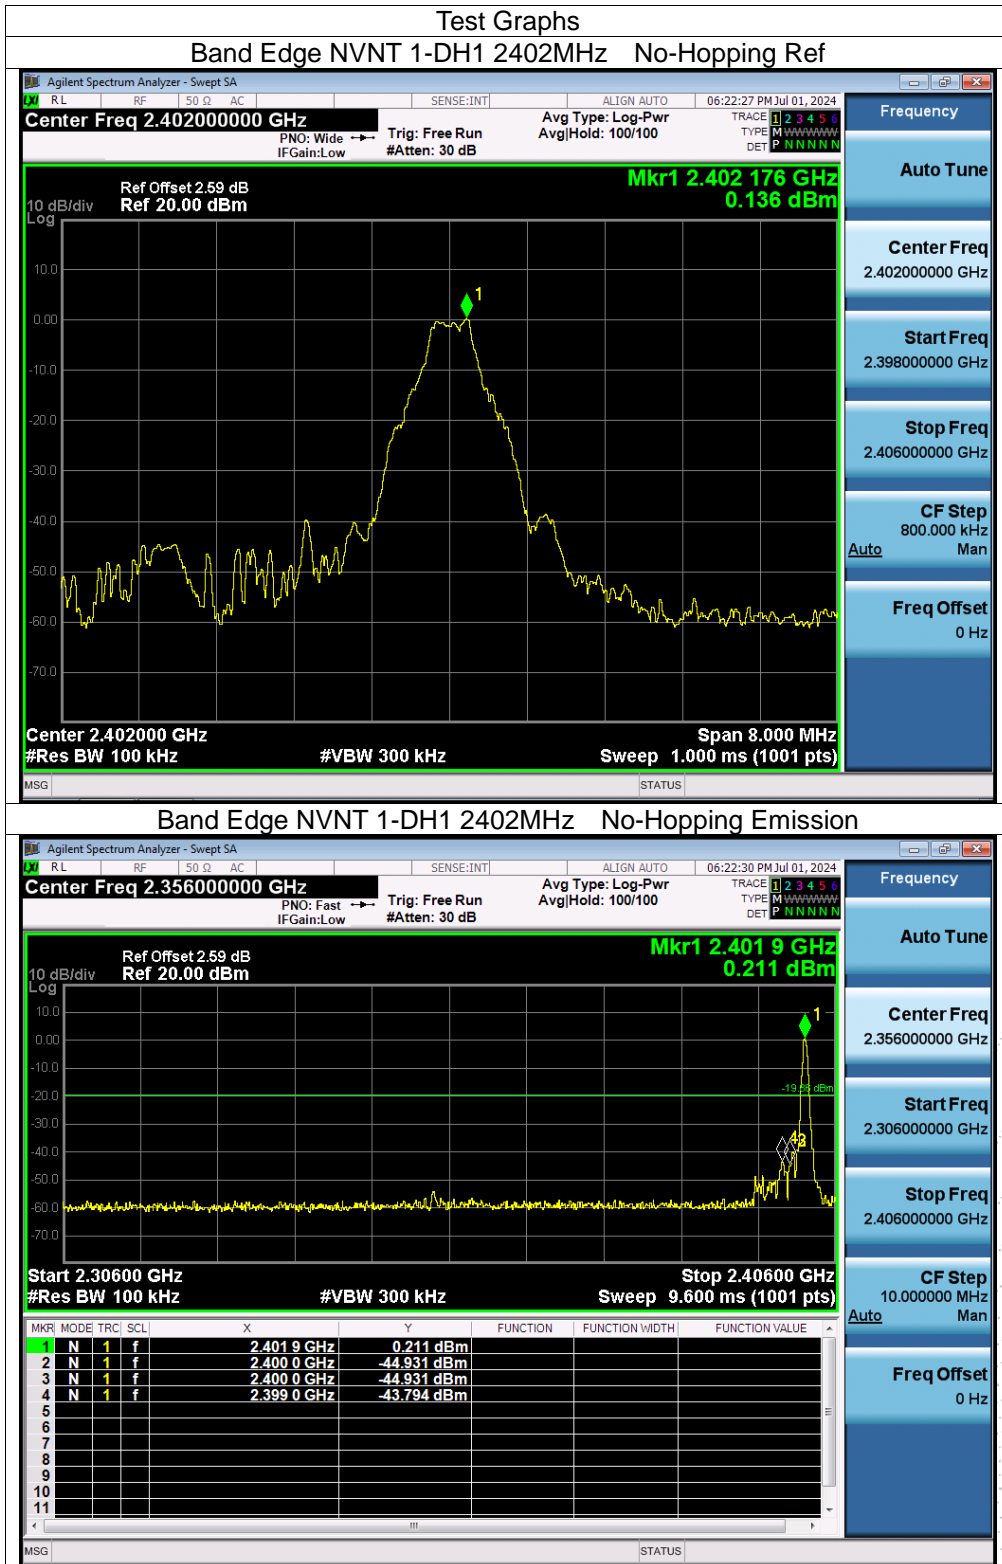 Test Graphs
Band Edge NVNT 1-DH1 2402MHz No-Hopping Ref
Agilent Spectrum Analyzer - Swept SA
LXI RL RF 50 Ω AC SENSE:INT ALIGN AUTO 06:22:27 PM Jul 01, 2024
Center Freq 2.402000000 GHz
PNO: Wide
IFGain:Low
Trig: Free Run
#Atten: 30 dB
Avg Type: Log-Pwr
Avg|Hold: 100/100
TRACE 1 2 3 4 5 6
TYPE M WWWWW
DET P N N N N N
Frequency
Auto Tune
Center Freq
2.402000000 GHz
Start Freq
2.398000000 GHz
Stop Freq
2.406000000 GHz
CF Step
800.000 kHz
Auto Man
Freq Offset
0 Hz
Ref Offset 2.59 dB
10 dB/div Ref 20.00 dBm
Log
Mkr1 2.402 176 GHz
0.136 dBm
1
10.0
0.00
-10.0
-20.0
-30.0
-40.0
-50.0
-60.0
-70.0
Center 2.402000 GHz Span 8.000 MHz
#Res BW 100 kHz #VBW 300 kHz Sweep 1.000 ms (1001 pts)
MSG STATUS
Band Edge NVNT 1-DH1 2402MHz No-Hopping Emission
Agilent Spectrum Analyzer - Swept SA
LXI RL RF 50 Ω AC SENSE:INT ALIGN AUTO 06:22:30 PM Jul 01, 2024
Center Freq 2.356000000 GHz
PNO: Fast
IFGain:Low
Trig: Free Run
#Atten: 30 dB
Avg Type: Log-Pwr
Avg|Hold: 100/100
TRACE 1 2 3 4 5 6
TYPE M WWWWW
DET P N N N N N
Frequency
Auto Tune
Center Freq
2.356000000 GHz
Start Freq
2.306000000 GHz
Stop Freq
2.406000000 GHz
CF Step
10.000000 MHz
Auto Man
Freq Offset
0 Hz
Ref Offset 2.59 dB
10 dB/div Ref 20.00 dBm
Log
Mkr1 2.401 9 GHz
0.211 dBm
1
10.0
0.00
-10.0
-20.0
-19.86 dBm
-30.0
-40.0
-50.0
-60.0
-70.0
Start 2.30600 GHz Stop 2.40600 GHz
#Res BW 100 kHz #VBW 300 kHz Sweep 9.600 ms (1001 pts)
MKR MODE TRC SCL X Y FUNCTION FUNCTION WIDTH FUNCTION VALUE
1 N 1 f 2.401 9 GHz 0.211 dBm
2 N 1 f 2.400 0 GHz -44.931 dBm
3 N 1 f 2.400 0 GHz -44.931 dBm
4 N 1 f 2.399 0 GHz -43.794 dBm
5
6
7
8
9
10
11
MSG STATUS